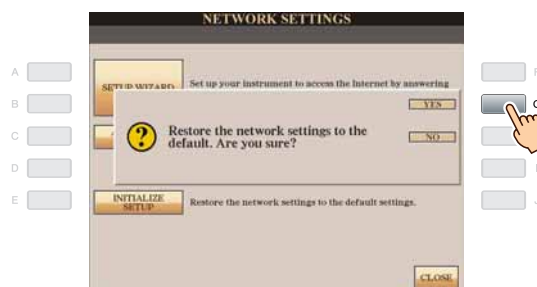 NETWORK SETTINGS
SETUP WIZARD
Set up your instrument to access the Internet by answering
YES
Restore the network settings to the
default. Are you sure?
NO
INITIALIZE
SETUP
Restore the network settings to the default settings.
CLOSE
A
B
C
D
E